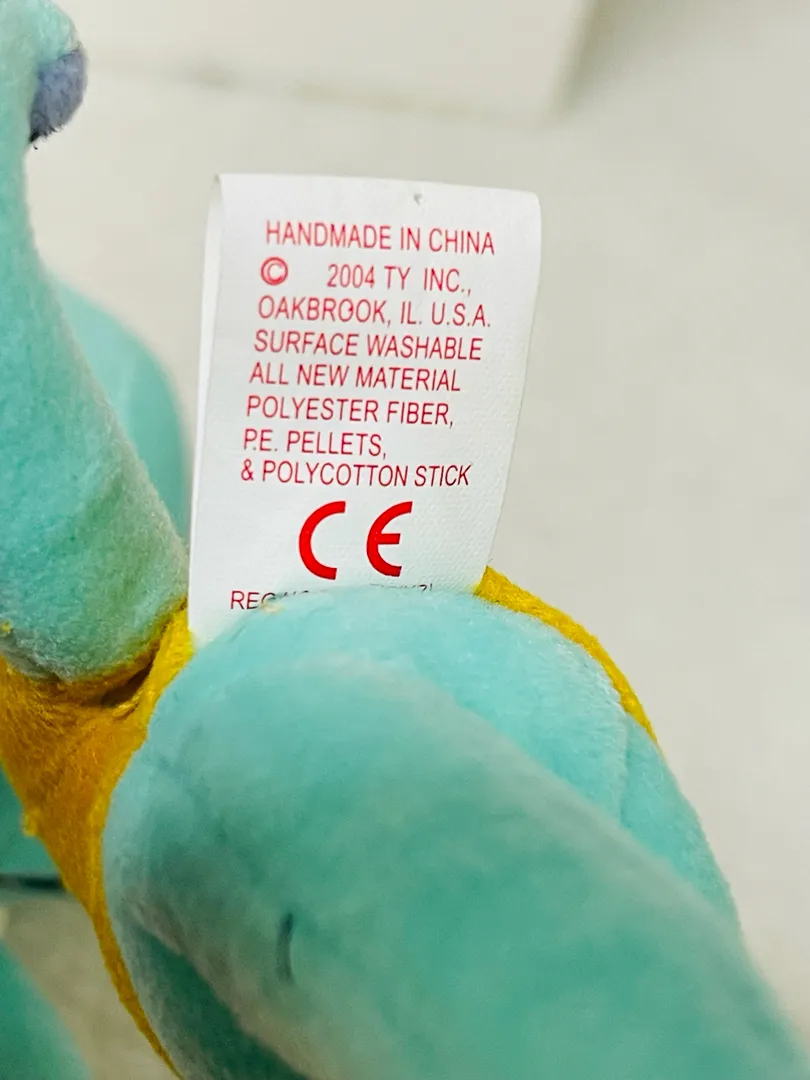 HANDMADE IN CHINA
© 2004 TY INC.,
OAKBROOK, IL. U.S.A.
SURFACE WASHABLE
ALL NEW MATERIAL
POLYESTER FIBER,
P.E. PELLETS,
& POLYCOTTON STICK
CE